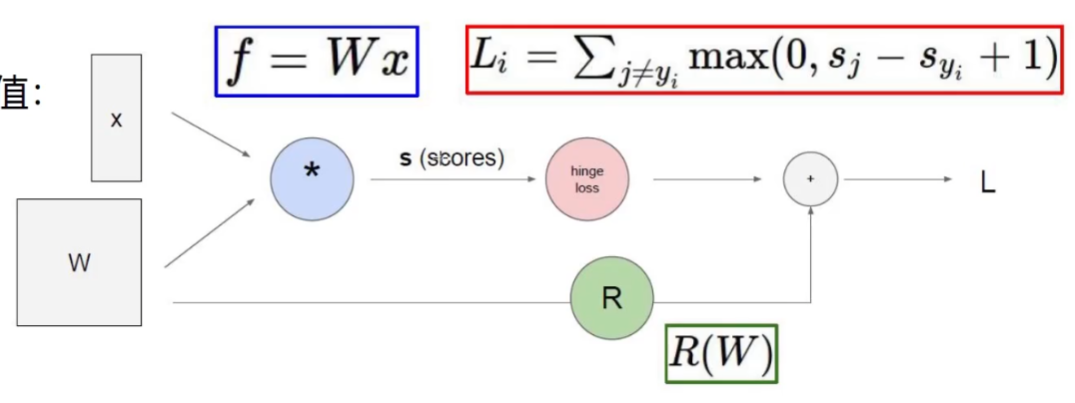 值:
x
f = Wx
L_i = \sum_{j \neq y_i} \max(0, s_j - s_{y_i} + 1)
*
s (scores)
hinge
loss
+
L
W
R
R(W)